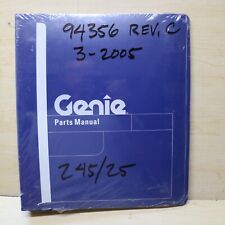 94356 REV, C
3-2005
Genie
Parts Manual
Z45/25